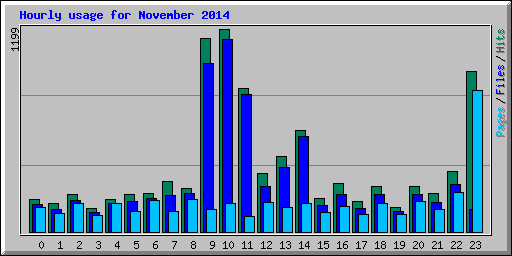 Hourly usage for November 2014
1199
Pages/Files/Hits
0 1 2 3 4 5 6 7 8 9 10 11 12 13 14 15 16 17 18 19 20 21 22 23